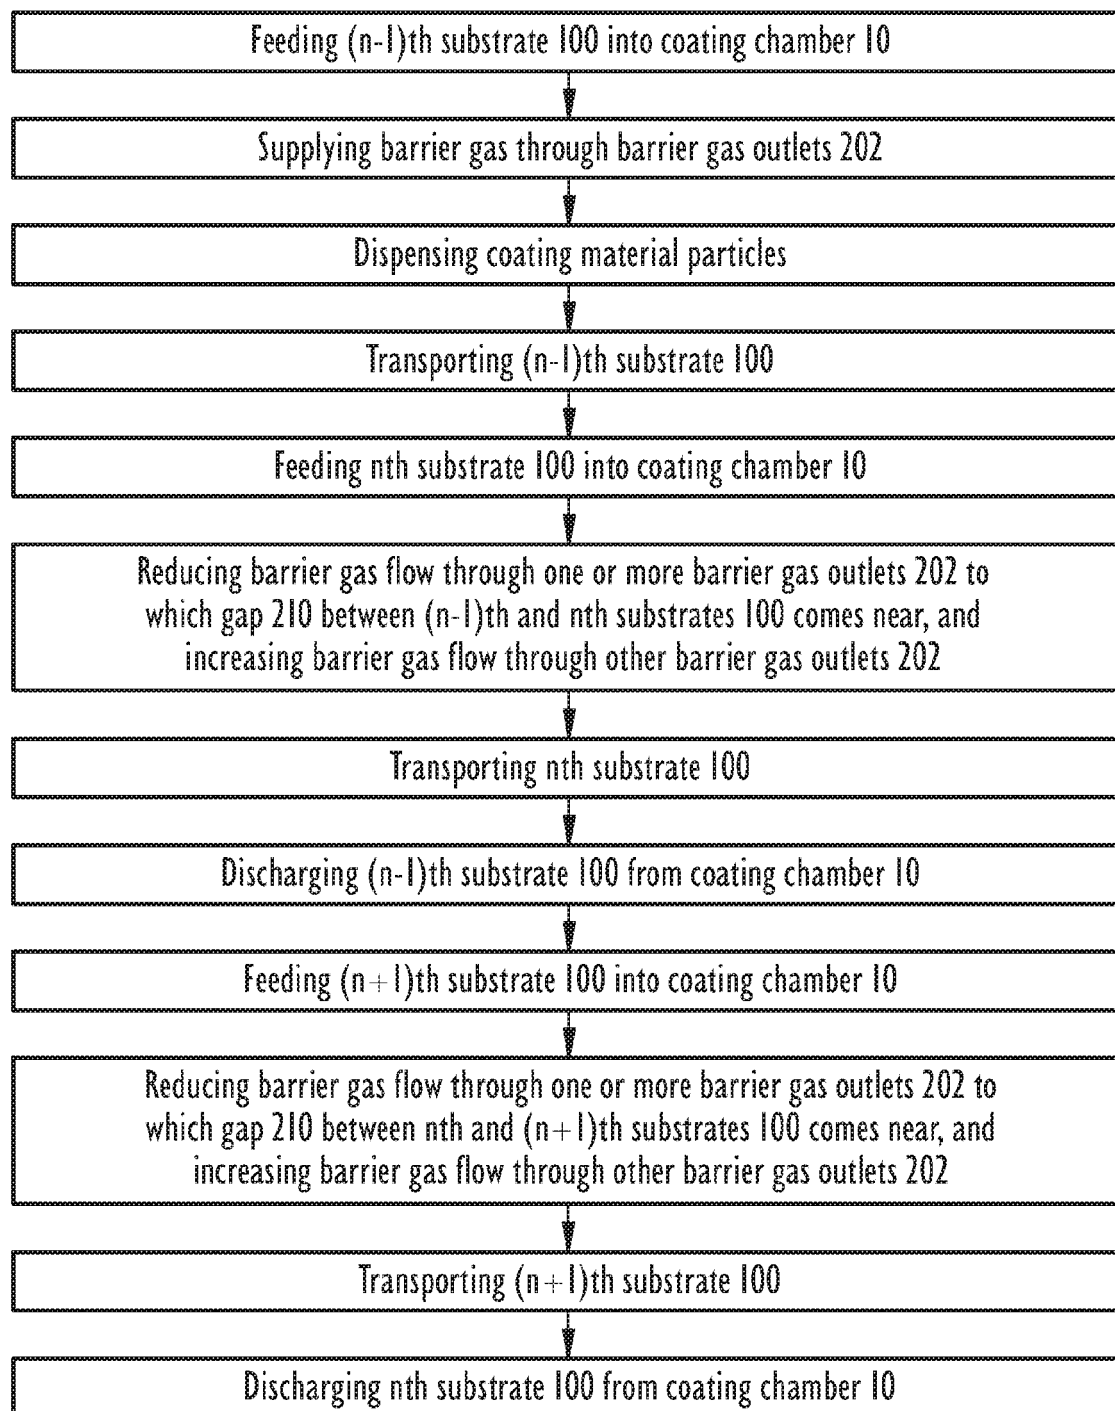 Feeding (n-1)th substrate 100 into coating chamber 10
Supplying barrier gas through barrier gas outlets 202
Dispensing coating material particles
Transporting (n-1)th substrate 100
Feeding nth substrate 100 into coating chamber 10
Reducing barrier gas flow through one or more barrier gas outlets 202 to
which gap 210 between (n-1)th and nth substrates 100 comes near, and
increasing barrier gas flow through other barrier gas outlets 202
Transporting nth substrate 100
Discharging (n-1)th substrate 100 from coating chamber 10
Feeding (n+1)th substrate 100 into coating chamber 10
Reducing barrier gas flow through one or more barrier gas outlets 202 to
which gap 210 between nth and (n+1)th substrates 100 comes near, and
increasing barrier gas flow through other barrier gas outlets 202
Transporting (n+1)th substrate 100
Discharging nth substrate 100 from coating chamber 10